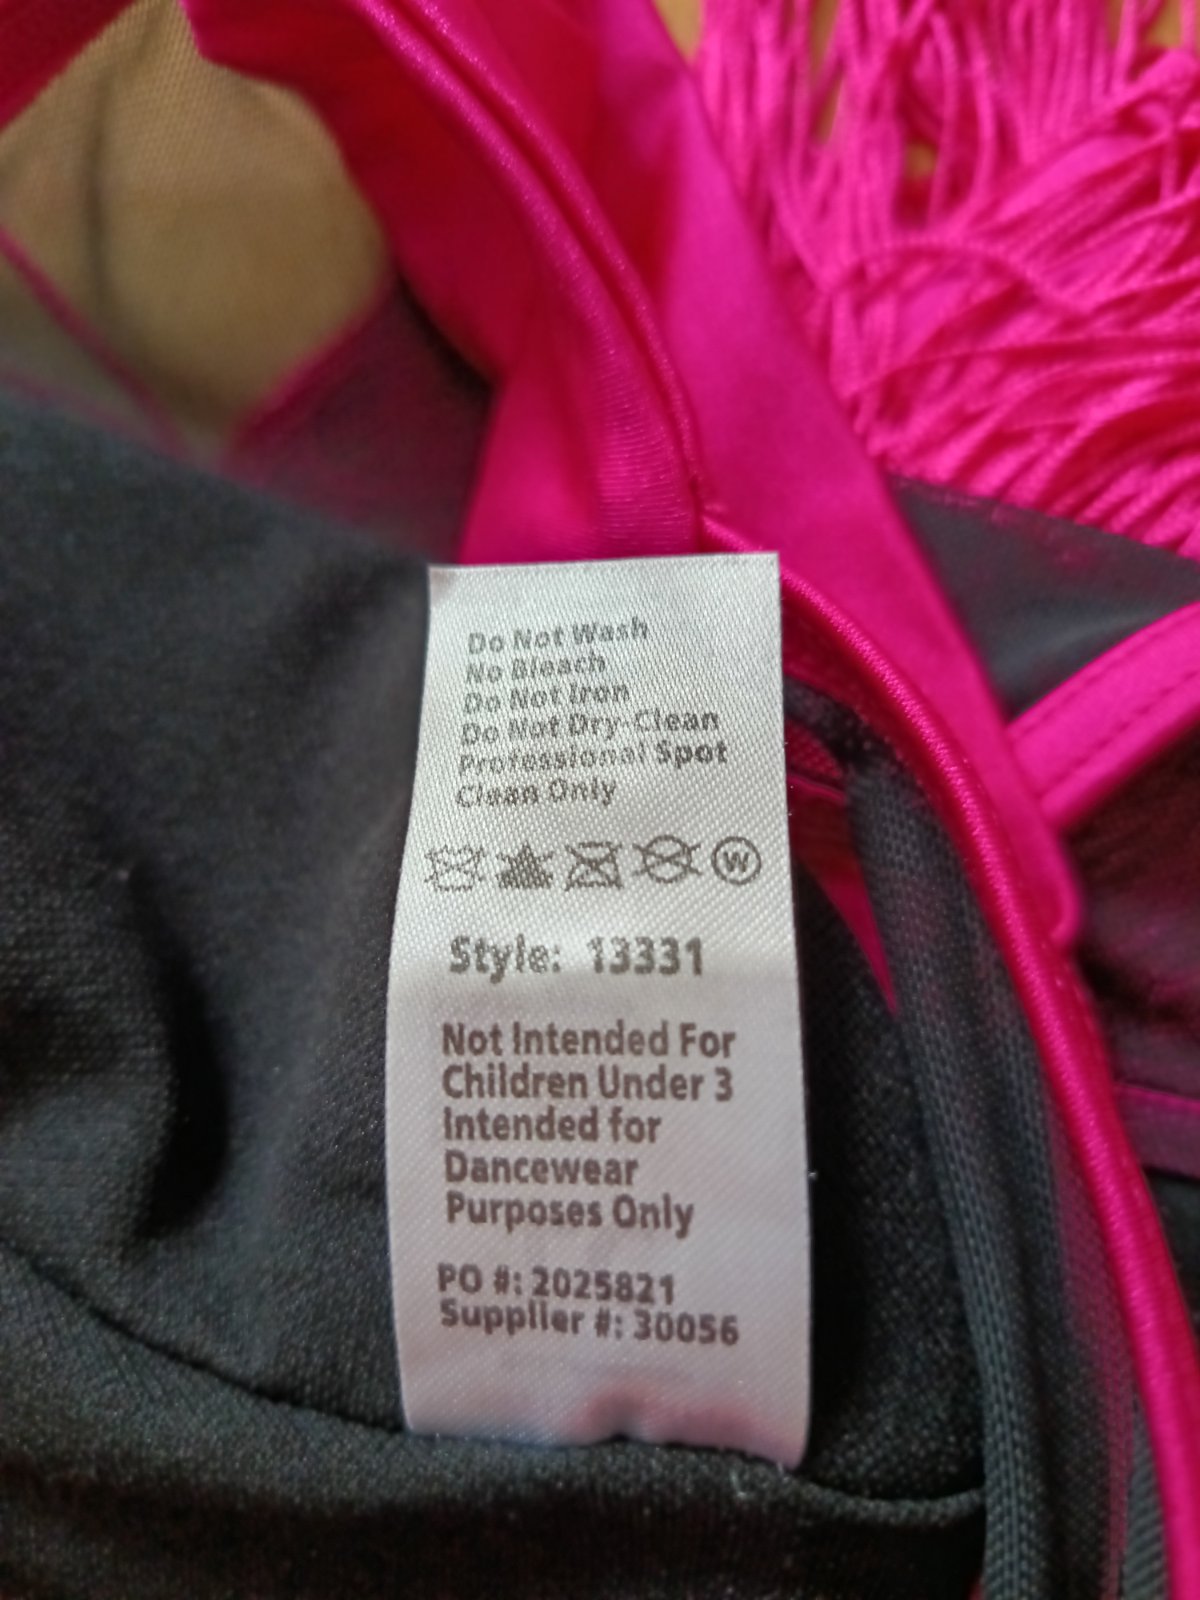 Do Not Wash
No Bleach
Do Not Iron
Do Not Dry-Clean
Professional Spot
Clean Only
W
Style: 13331
Not Intended For
Children Under 3
Intended for
Dancewear
Purposes Only
PO #: 2025821
Supplier #: 30056